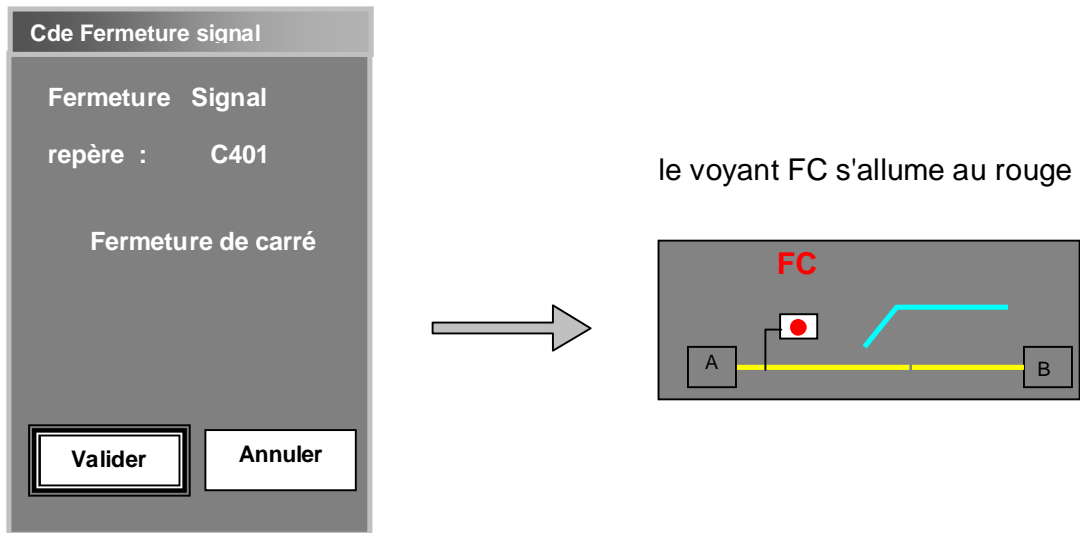 Cde Fermeture signal
Fermeture Signal
repère : C401
Fermeture de carré
Valider Annuler
le voyant FC s'allume au rouge
FC
A B